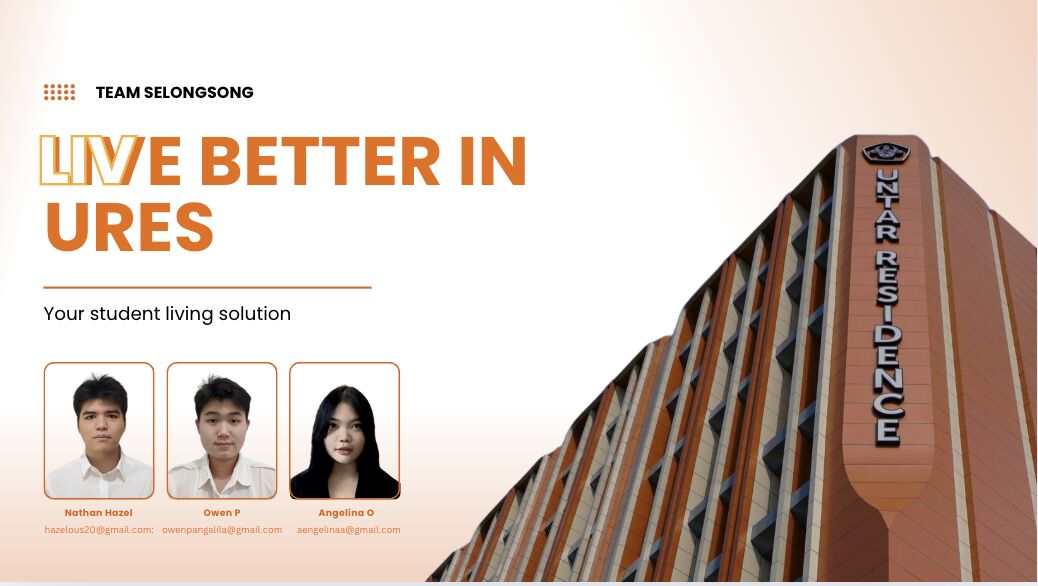 TEAM SELONGSONG
LIVE BETTER IN
URES
Your student living solution
Nathan Hazel
Owen P
Angelina O
hazelous20@gmail.com:
owenpangalila@gmail.com
aengelinaa@gmail.com
UNTAR RESIDENCE